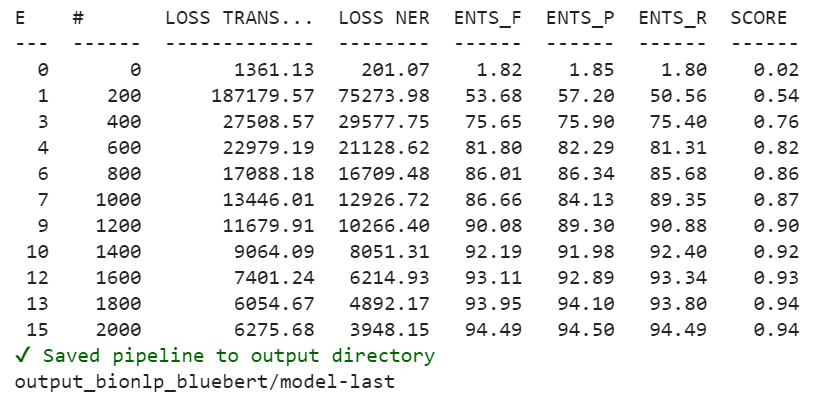 E    #       LOSS TRANS...  LOSS NER  ENTS_F  ENTS_P  ENTS_R  SCORE
---  ------  -------------  --------  ------  ------  ------  ------
  0       0        1361.13    201.07    1.82    1.85    1.80    0.02
  1     200      187179.57  75273.98   53.68   57.20   50.56    0.54
  3     400       27508.57  29577.75   75.65   75.90   75.40    0.76
  4     600       22979.19  21128.62   81.80   82.29   81.31    0.82
  6     800       17088.18  16709.48   86.01   86.34   85.68    0.86
  7    1000       13446.01  12926.72   86.66   84.13   89.35    0.87
  9    1200       11679.91  10266.40   90.08   89.30   90.88    0.90
 10    1400        9064.09   8051.31   92.19   91.98   92.40    0.92
 12    1600        7401.24   6214.93   93.11   92.89   93.34    0.93
 13    1800        6054.67   4892.17   93.95   94.10   93.80    0.94
 15    2000        6275.68   3948.15   94.49   94.50   94.49    0.94
✔ Saved pipeline to output directory
output_bionlp_bluebert/model-last